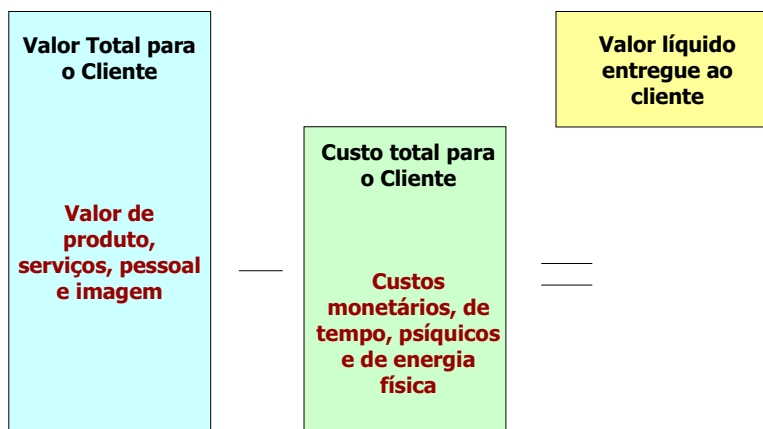 Valor Total para
o Cliente
Valor de
produto,
serviços, pessoal
e imagem
Custo total para
o Cliente
Custos
monetários, de
tempo, psíquicos
e de energia
física
Valor líquido
entregue ao
cliente